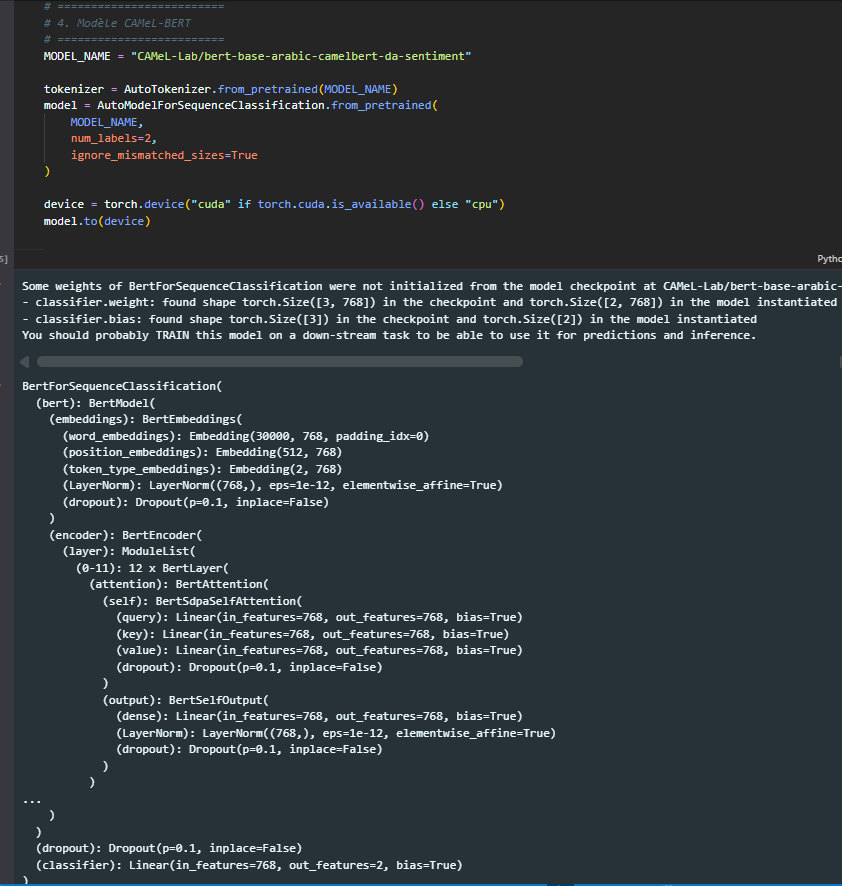 # =========================
# 4. Modèle CAMeL-BERT
# =========================
MODEL_NAME = "CAMeL-Lab/bert-base-arabic-camelbert-da-sentiment"
tokenizer = AutoTokenizer.from_pretrained(MODEL_NAME)
model = AutoModelForSequenceClassification.from_pretrained(
    MODEL_NAME,
    num_labels=2,
    ignore_mismatched_sizes=True
)
device = torch.device("cuda" if torch.cuda.is_available() else "cpu")
model.to(device)
5]
Pytho
Some weights of BertForSequenceClassification were not initialized from the model checkpoint at CAMeL-Lab/bert-base-arabic-
- classifier.weight: found shape torch.Size([3, 768]) in the checkpoint and torch.Size([2, 768]) in the model instantiated
- classifier.bias: found shape torch.Size([3]) in the checkpoint and torch.Size([2]) in the model instantiated
You should probably TRAIN this model on a down-stream task to be able to use it for predictions and inference.
BertForSequenceClassification(
  (bert): BertModel(
    (embeddings): BertEmbeddings(
      (word_embeddings): Embedding(30000, 768, padding_idx=0)
      (position_embeddings): Embedding(512, 768)
      (token_type_embeddings): Embedding(2, 768)
      (LayerNorm): LayerNorm((768,), eps=1e-12, elementwise_affine=True)
      (dropout): Dropout(p=0.1, inplace=False)
    )
    (encoder): BertEncoder(
      (layer): ModuleList(
        (0-11): 12 x BertLayer(
          (attention): BertAttention(
            (self): BertSdpaSelfAttention(
              (query): Linear(in_features=768, out_features=768, bias=True)
              (key): Linear(in_features=768, out_features=768, bias=True)
              (value): Linear(in_features=768, out_features=768, bias=True)
              (dropout): Dropout(p=0.1, inplace=False)
            )
            (output): BertSelfOutput(
              (dense): Linear(in_features=768, out_features=768, bias=True)
              (LayerNorm): LayerNorm((768,), eps=1e-12, elementwise_affine=True)
              (dropout): Dropout(p=0.1, inplace=False)
            )
          )
...
    )
  )
  (dropout): Dropout(p=0.1, inplace=False)
  (classifier): Linear(in_features=768, out_features=2, bias=True)
)